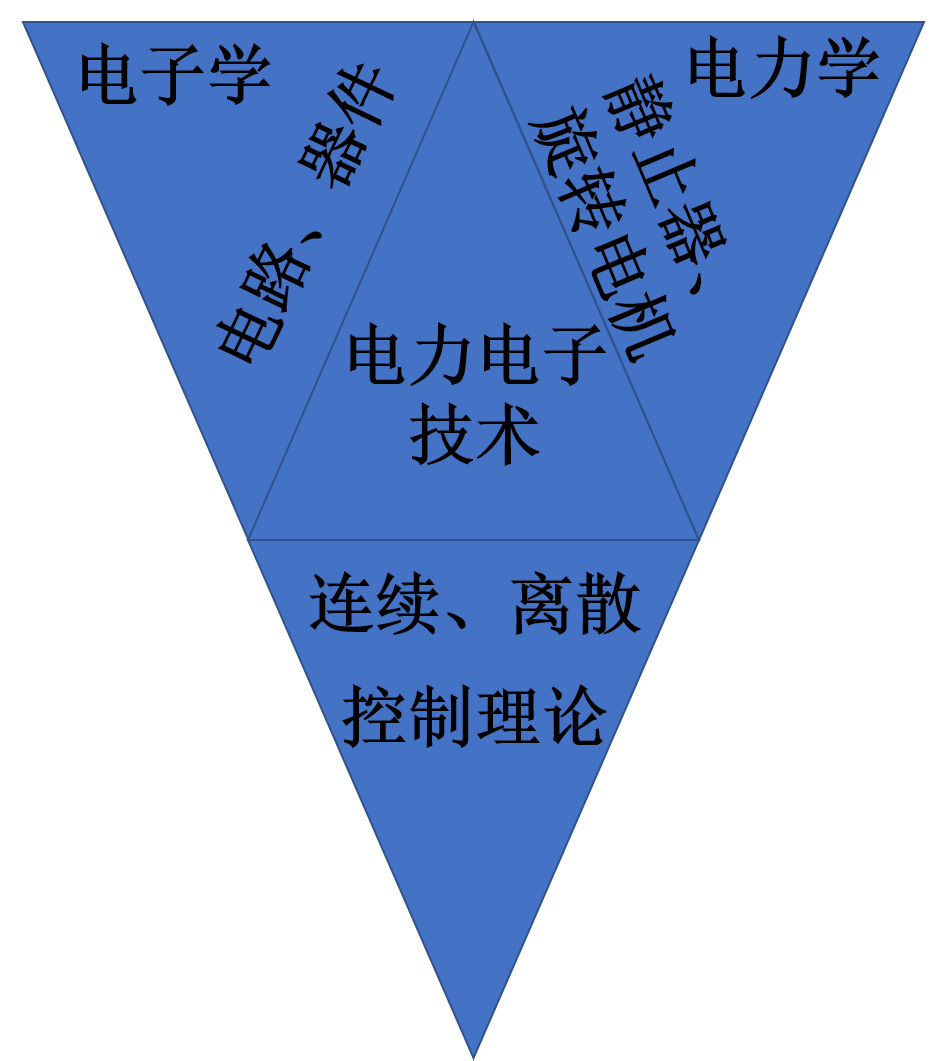 电子学
电路、器件
电力学
静止器、
旋转电机
电力电子
技术
连续、离散
控制理论